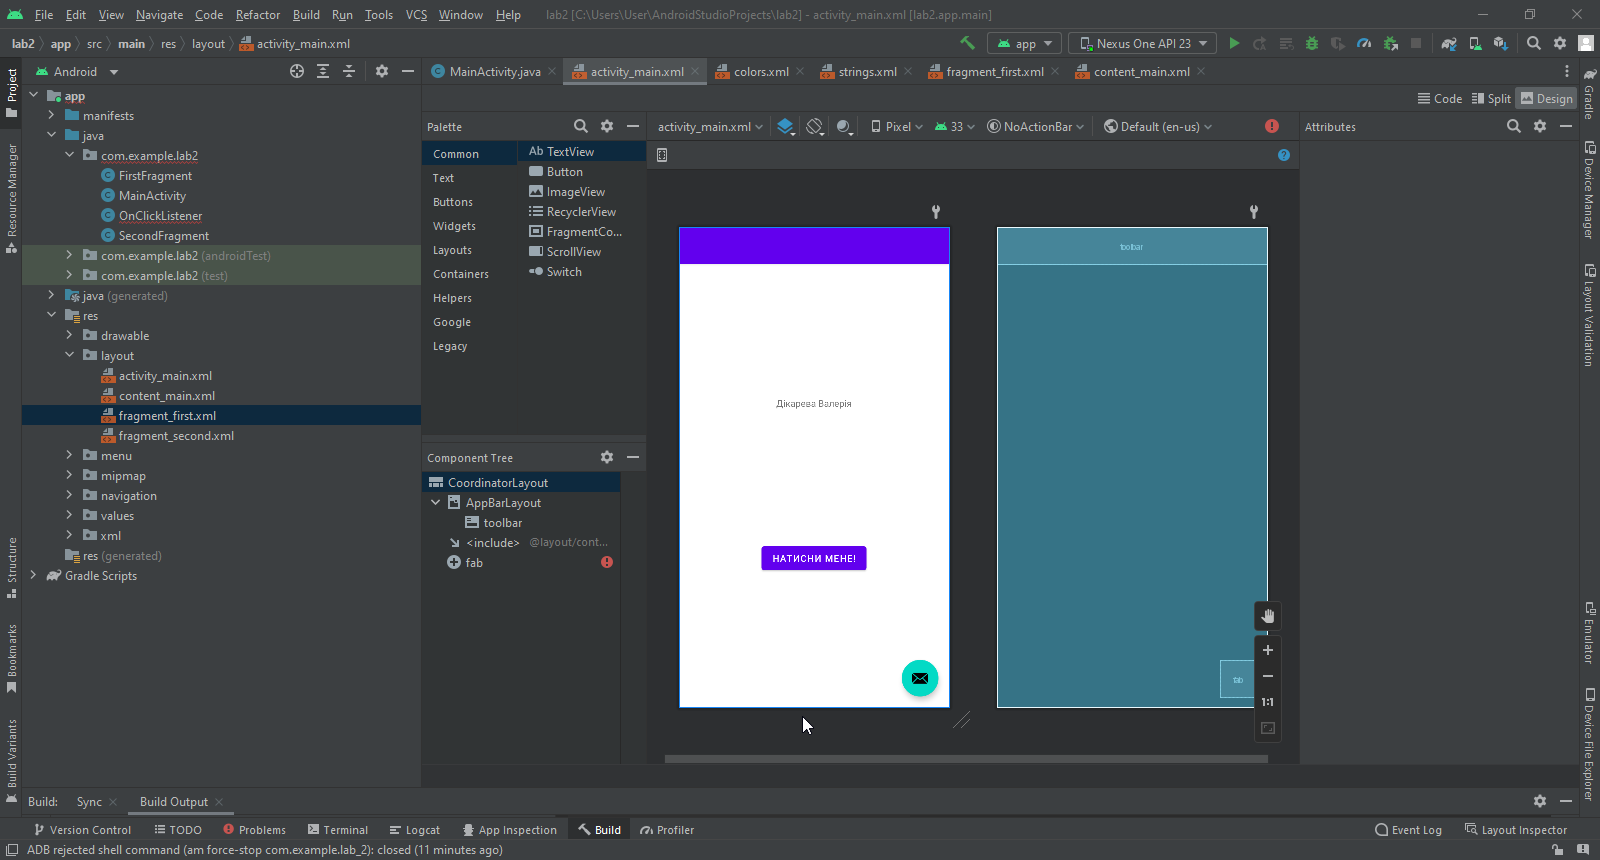 File Edit View Navigate Code Refactor Build Run Tools VCS Window Help lab2 [C:\Users\User\AndroidStudioProjects\lab2] - activity_main.xml [lab2.app.main]
lab2 app src main res layout activity_main.xml app Nexus One API 23
Project Android MainActivity.java activity_main.xml colors.xml strings.xml fragment_first.xml content_main.xml Gradle
app Code Split Design
manifests
java Palette activity_main.xml Pixel 33 NoActionBar Default (en-us) Attributes
Resource Manager Device Manager
com.example.lab2 Common Ab TextView
FirstFragment Text Button
MainActivity Buttons ImageView
OnClickListener Widgets RecyclerView
SecondFragment Layouts FragmentCo...
com.example.lab2 (androidTest) Containers ScrollView toolbar
com.example.lab2 (test) Helpers Switch
java (generated) Google Layout Validation
res Legacy
drawable
layout
activity_main.xml
content_main.xml Дікарева Валерія
fragment_first.xml
fragment_second.xml
menu Component Tree
mipmap CoordinatorLayout
navigation AppBarLayout
values toolbar
xml <include> @layout/cont...
res (generated) fab НАТИСНИ МЕНЕ!
Gradle Scripts
Structure Emulator
Bookmarks
fab
1:1
Build Variants Device File Explorer
Build: Sync Build Output
Version Control TODO Problems Terminal Logcat App Inspection Build Profiler Event Log Layout Inspector
ADB rejected shell command (am force-stop com.example.lab_2): closed (11 minutes ago)